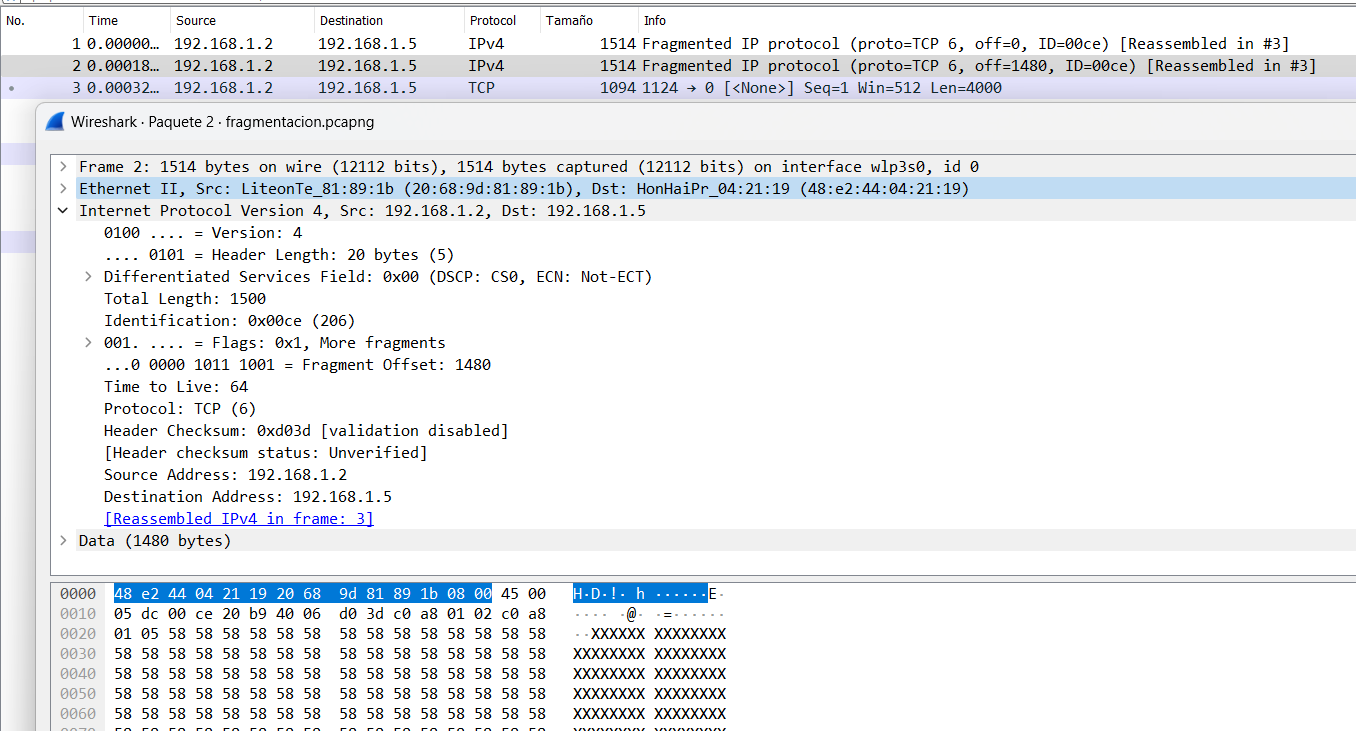 No. Time Source Destination Protocol Tamaño Info
1 0.00000… 192.168.1.2 192.168.1.5 IPv4 1514 Fragmented IP protocol (proto=TCP 6, off=0, ID=00ce) [Reassembled in #3]
2 0.00018… 192.168.1.2 192.168.1.5 IPv4 1514 Fragmented IP protocol (proto=TCP 6, off=1480, ID=00ce) [Reassembled in #3]
3 0.00032… 192.168.1.2 192.168.1.5 TCP 1094 1124 → 0 [<None>] Seq=1 Win=512 Len=4000
Wireshark · Paquete 2 · fragmentacion.pcapng
Frame 2: 1514 bytes on wire (12112 bits), 1514 bytes captured (12112 bits) on interface wlp3s0, id 0
Ethernet II, Src: LiteonTe_81:89:1b (20:68:9d:81:89:1b), Dst: HonHaiPr_04:21:19 (48:e2:44:04:21:19)
Internet Protocol Version 4, Src: 192.168.1.2, Dst: 192.168.1.5
0100 .... = Version: 4
.... 0101 = Header Length: 20 bytes (5)
Differentiated Services Field: 0x00 (DSCP: CS0, ECN: Not-ECT)
Total Length: 1500
Identification: 0x00ce (206)
001. .... = Flags: 0x1, More fragments
...0 0000 1011 1001 = Fragment Offset: 1480
Time to Live: 64
Protocol: TCP (6)
Header Checksum: 0xd03d [validation disabled]
[Header checksum status: Unverified]
Source Address: 192.168.1.2
Destination Address: 192.168.1.5
[Reassembled IPv4 in frame: 3]
Data (1480 bytes)
0000 48 e2 44 04 21 19 20 68 9d 81 89 1b 08 00 45 00 H·D·!· h ······E·
0010 05 dc 00 ce 20 b9 40 06 d0 3d c0 a8 01 02 c0 a8 ···· ·@· ·=······
0020 01 05 58 58 58 58 58 58 58 58 58 58 58 58 58 58 ··XXXXXX XXXXXXXX
0030 58 58 58 58 58 58 58 58 58 58 58 58 58 58 58 58 XXXXXXXX XXXXXXXX
0040 58 58 58 58 58 58 58 58 58 58 58 58 58 58 58 58 XXXXXXXX XXXXXXXX
0050 58 58 58 58 58 58 58 58 58 58 58 58 58 58 58 58 XXXXXXXX XXXXXXXX
0060 58 58 58 58 58 58 58 58 58 58 58 58 58 58 58 58 XXXXXXXX XXXXXXXX